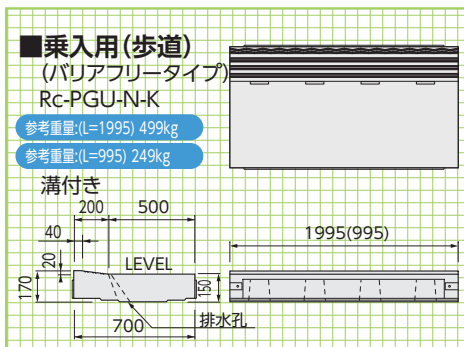 ■乗入用(歩道)
(バリアフリータイプ)
Rc-PGU-N-K
参考重量:(L=1995) 499kg
参考重量:(L=995) 249kg
溝付き
200 500
40
20
LEVEL
170
150
排水孔
700
1995(995)